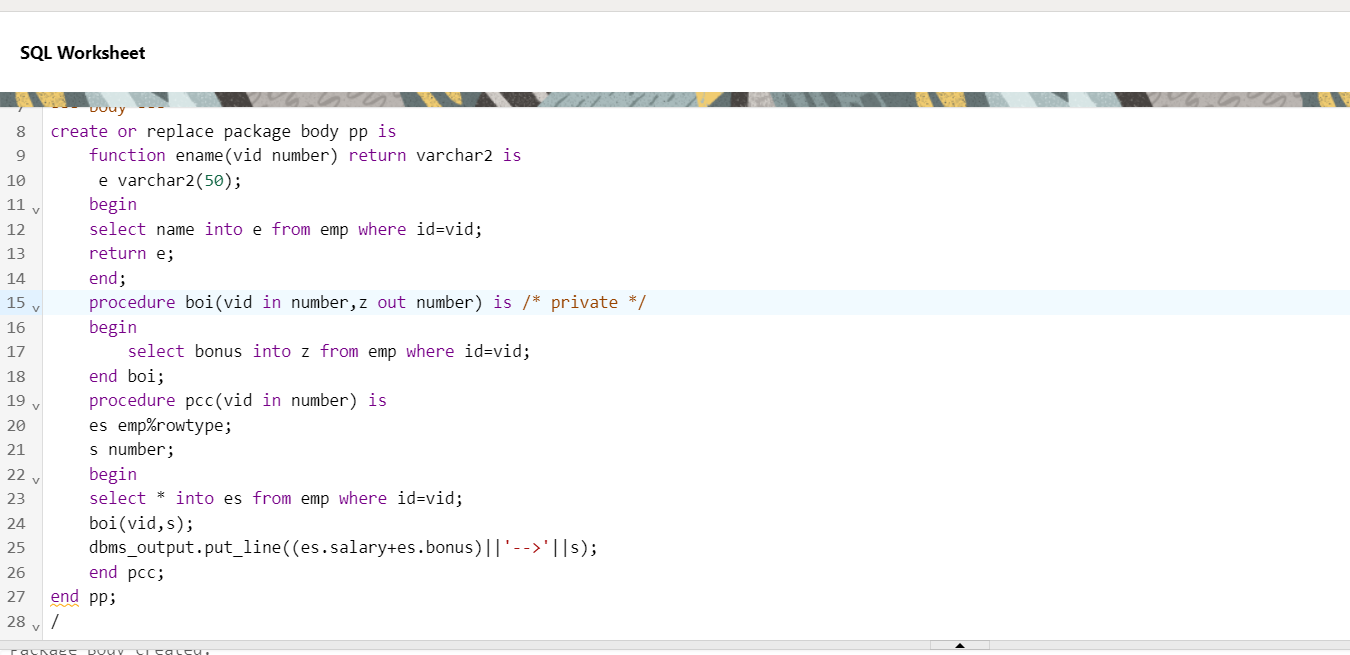 SQL Worksheet
7 --- Body ---
8 create or replace package body pp is
9 function ename(vid number) return varchar2 is
10 e varchar2(50);
11 begin
12 select name into e from emp where id=vid;
13 return e;
14 end;
15 procedure boi(vid in number,z out number) is /* private */
16 begin
17 select bonus into z from emp where id=vid;
18 end boi;
19 procedure pcc(vid in number) is
20 es emp%rowtype;
21 s number;
22 begin
23 select * into es from emp where id=vid;
24 boi(vid,s);
25 dbms_output.put_line((es.salary+es.bonus)||'-->'||s);
26 end pcc;
27 end pp;
28 /
Package Body created.